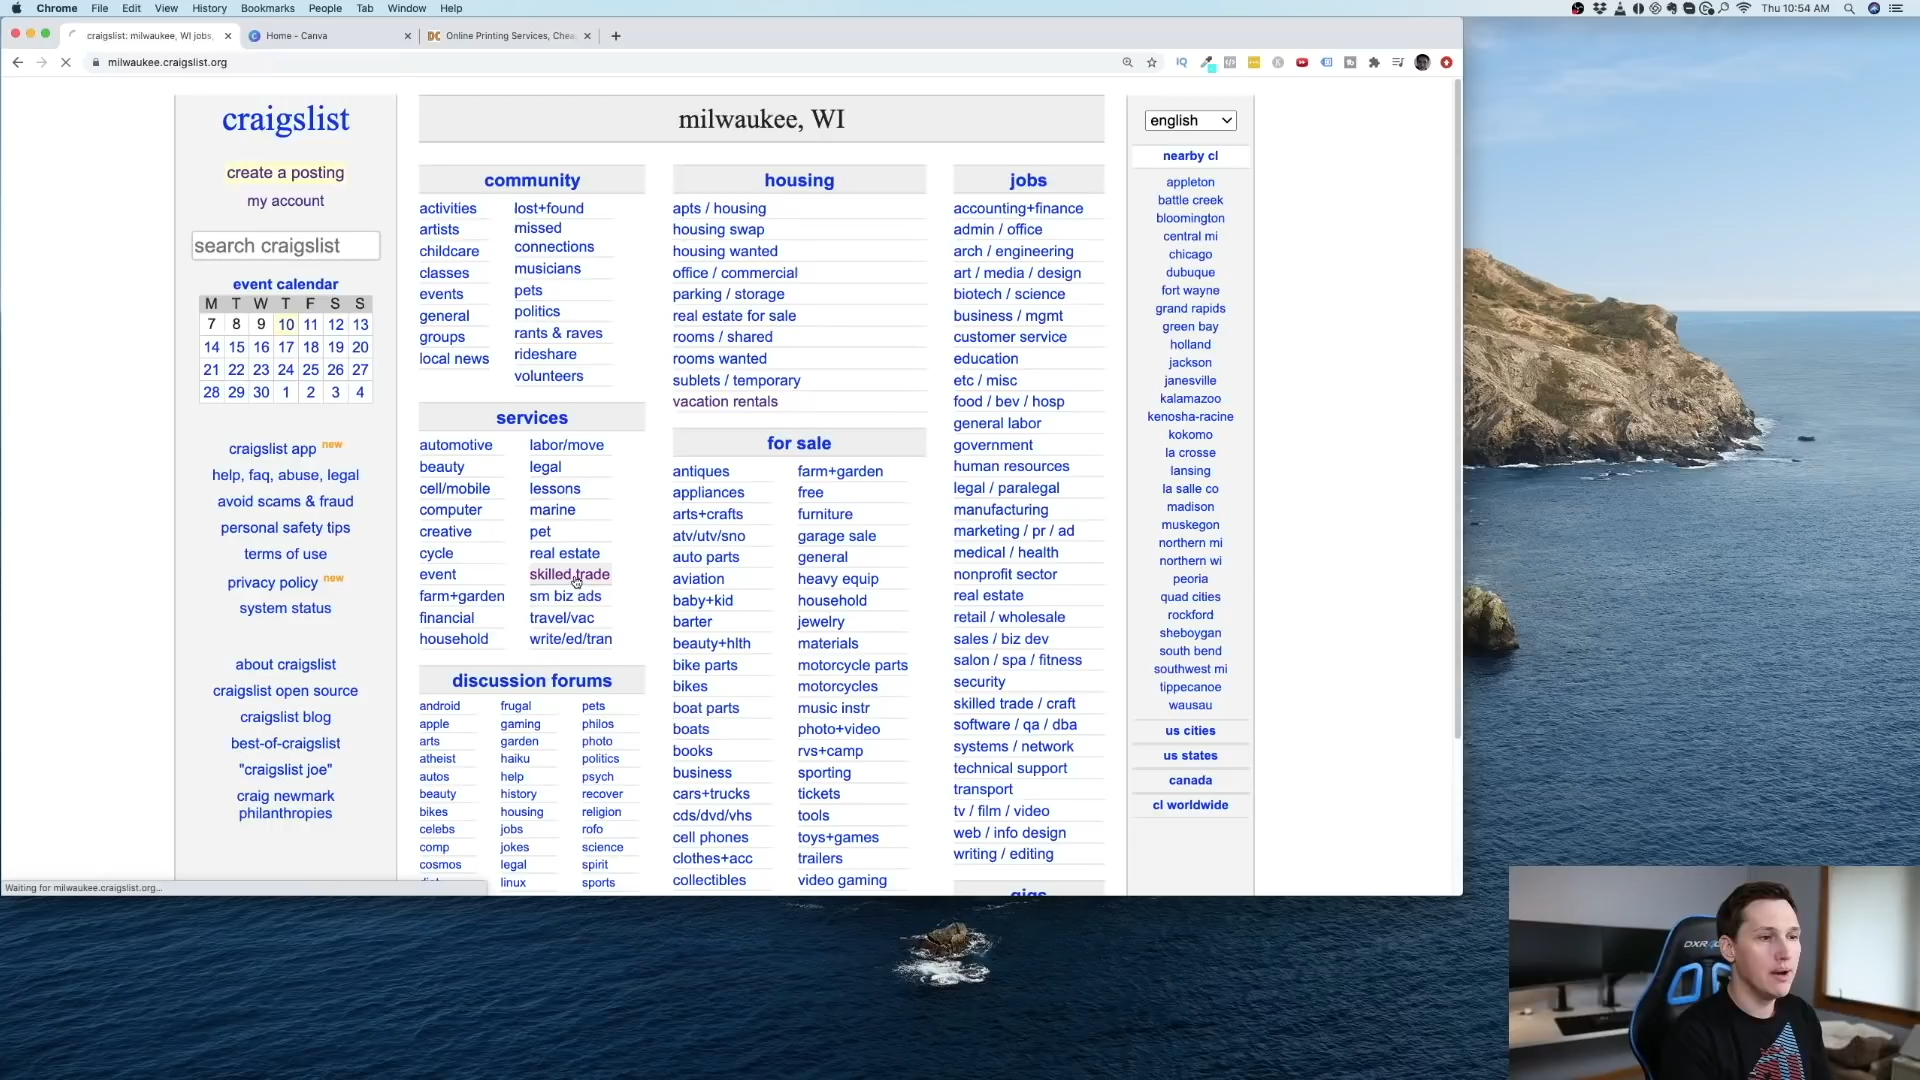 Chrome File Edit View History Bookmarks People Tab Window Help
Thu 10:54 AM
craigslist: milwaukee, WI jobs,
Home - Canva
DC Online Printing Services, Chea
milwaukee.craigslist.org
IQ
craigslist
create a posting
my account
search craigslist
event calendar
M T W T F S S
7 8 9 10 11 12 13
14 15 16 17 18 19 20
21 22 23 24 25 26 27
28 29 30 1 2 3 4
craigslist app new
help, faq, abuse, legal
avoid scams & fraud
personal safety tips
terms of use
privacy policy new
system status
about craigslist
craigslist open source
craigslist blog
best-of-craigslist
"craigslist joe"
craig newmark
philanthropies
milwaukee, WI
community
activities
artists
childcare
classes
events
general
groups
local news
lost+found
missed
connections
musicians
pets
politics
rants & raves
rideshare
volunteers
services
automotive
beauty
cell/mobile
computer
creative
cycle
event
farm+garden
financial
household
labor/move
legal
lessons
marine
pet
real estate
skilled trade
sm biz ads
travel/vac
write/ed/tran
discussion forums
android
apple
arts
atheist
autos
beauty
bikes
celebs
comp
cosmos
frugal
gaming
garden
haiku
help
history
housing
jobs
jokes
legal
linux
pets
philos
photo
politics
psych
recover
religion
rofo
science
spirit
sports
housing
apts / housing
housing swap
housing wanted
office / commercial
parking / storage
real estate for sale
rooms / shared
rooms wanted
sublets / temporary
vacation rentals
for sale
antiques
appliances
arts+crafts
atv/utv/sno
auto parts
aviation
baby+kid
barter
beauty+hlth
bike parts
bikes
boat parts
boats
books
business
cars+trucks
cds/dvd/vhs
cell phones
clothes+acc
collectibles
farm+garden
free
furniture
garage sale
general
heavy equip
household
jewelry
materials
motorcycle parts
motorcycles
music instr
photo+video
rvs+camp
sporting
tickets
tools
toys+games
trailers
video gaming
jobs
accounting+finance
admin / office
arch / engineering
art / media / design
biotech / science
business / mgmt
customer service
education
etc / misc
food / bev / hosp
general labor
government
human resources
legal / paralegal
manufacturing
marketing / pr / ad
medical / health
nonprofit sector
real estate
retail / wholesale
sales / biz dev
salon / spa / fitness
security
skilled trade / craft
software / qa / dba
systems / network
technical support
transport
tv / film / video
web / info design
writing / editing
gigs
english
nearby cl
appleton
battle creek
bloomington
central mi
chicago
dubuque
fort wayne
grand rapids
green bay
holland
jackson
janesville
kalamazoo
kenosha-racine
kokomo
la crosse
lansing
la salle co
madison
muskegon
northern mi
northern wi
peoria
quad cities
rockford
sheboygan
south bend
southwest mi
tippecanoe
wausau
us cities
us states
canada
cl worldwide
Waiting for milwaukee.craigslist.org...